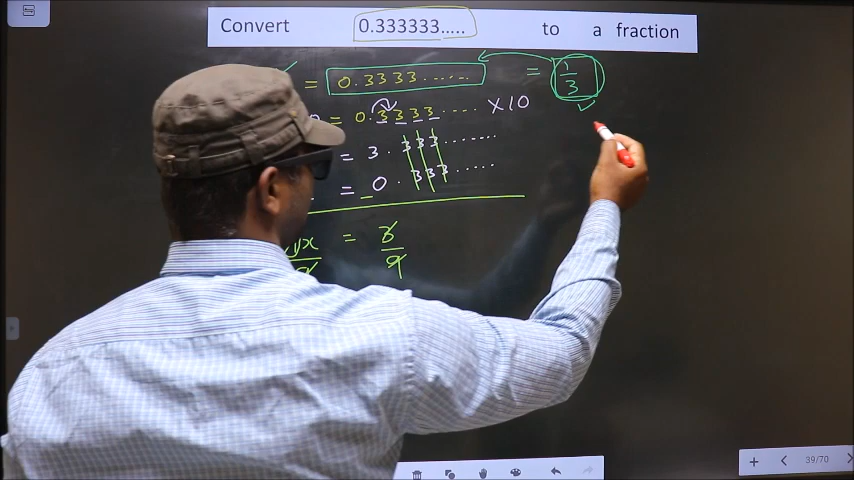 Convert 0.333333..... to a fraction
= 0.3333....... = 1/3
= 0.3333..... X10
= 3.333.......
= 0.333.....
x = 3/9
39/70